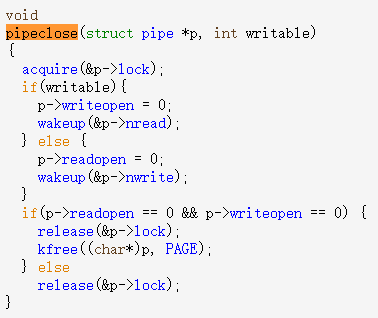 void
pipeclose(struct pipe *p, int writable)
{
  acquire(&p->lock);
  if(writable){
    p->writeopen = 0;
    wakeup(&p->nread);
  } else {
    p->readopen = 0;
    wakeup(&p->nwrite);
  }
  if(p->readopen == 0 && p->writeopen == 0) {
    release(&p->lock);
    kfree((char*)p, PAGE);
  } else
    release(&p->lock);
}